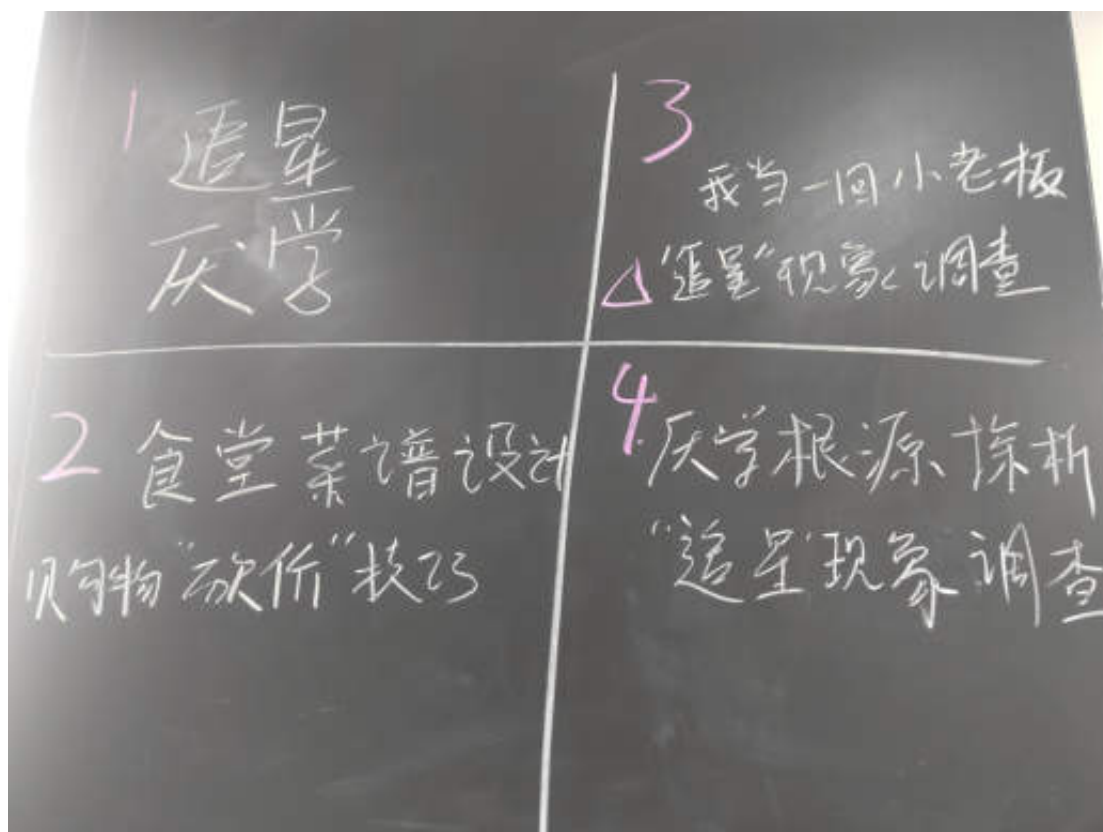 1
追星
厌学
2
食堂菜谱设计
购物“砍价”技巧
3
我当一回小老板
△“追星”现象调查
4
厌学根源探析
“追星”现象调查